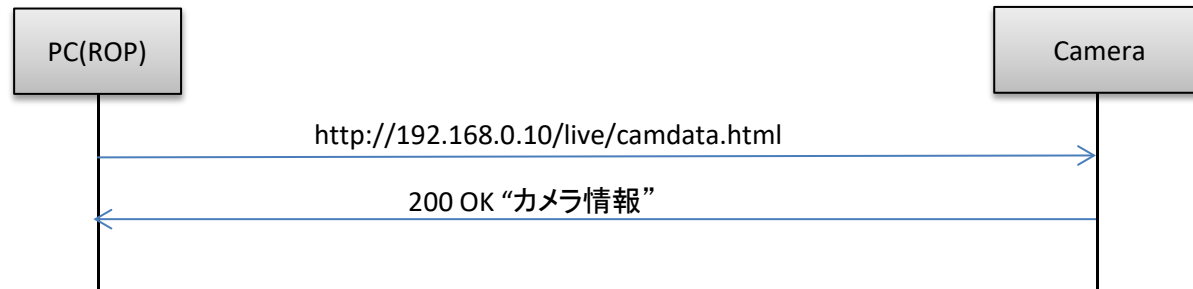 PC(ROP)
Camera
http://192.168.0.10/live/camdata.html
200 OK “カメラ情報”